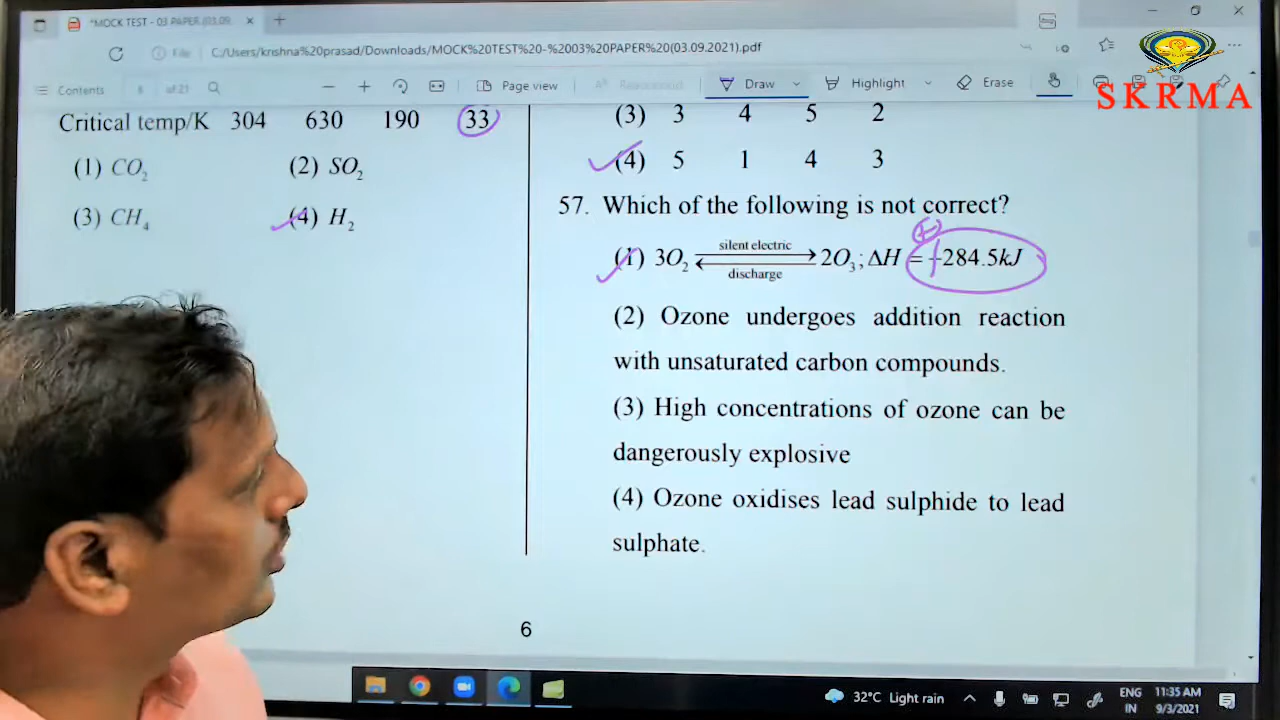 *MOCK TEST - 03 PAPER (03.09
File
C:/Users/krishna%20prasad/Downloads/MOCK%20TEST%20-%2003%20PAPER%20(03.09.2021).pdf
Contents 6 of 21 Page view Draw Highlight Erase
SKRMA
Critical temp/K 304 630 190 33
(1) CO₂ (2) SO₂
(3) CH₄ (4) H₂
(3) 3 4 5 2
(4) 5 1 4 3
57. Which of the following is not correct?
silent electric
(1) 3O₂ ⇌ 2O₃; ΔH = -284.5kJ
discharge
(2) Ozone undergoes addition reaction
with unsaturated carbon compounds.
(3) High concentrations of ozone can be
dangerously explosive
(4) Ozone oxidises lead sulphide to lead
sulphate.
6
32°C Light rain
ENG
IN
11:35 AM
9/3/2021